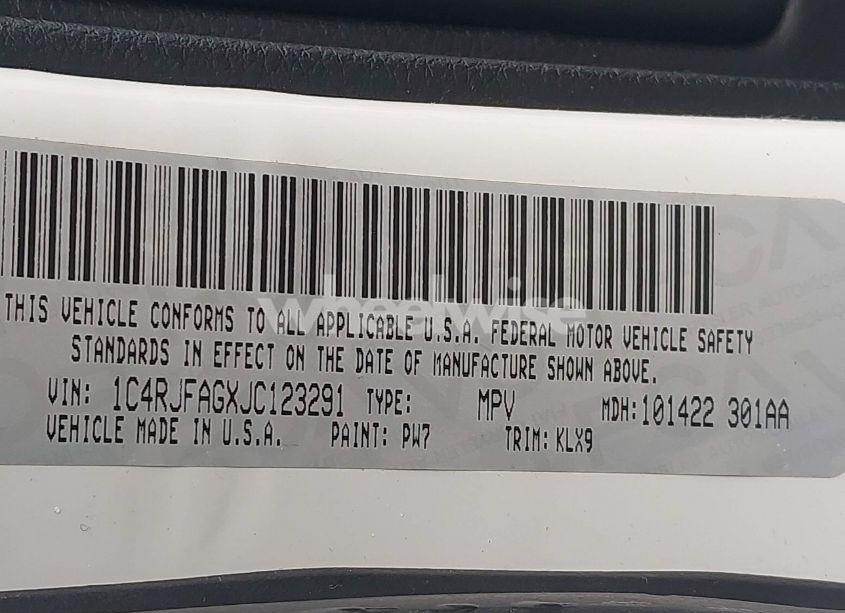 THIS VEHICLE CONFORMS TO ALL APPLICABLE U.S.A. FEDERAL MOTOR VEHICLE SAFETY
STANDARDS IN EFFECT ON THE DATE OF MANUFACTURE SHOWN ABOVE.
VIN: 1C4RJFAGXJC123291 TYPE: MPV MDH: 101422 301AA
VEHICLE MADE IN U.S.A. PAINT: PW7 TRIM: KLX9
wheelwise